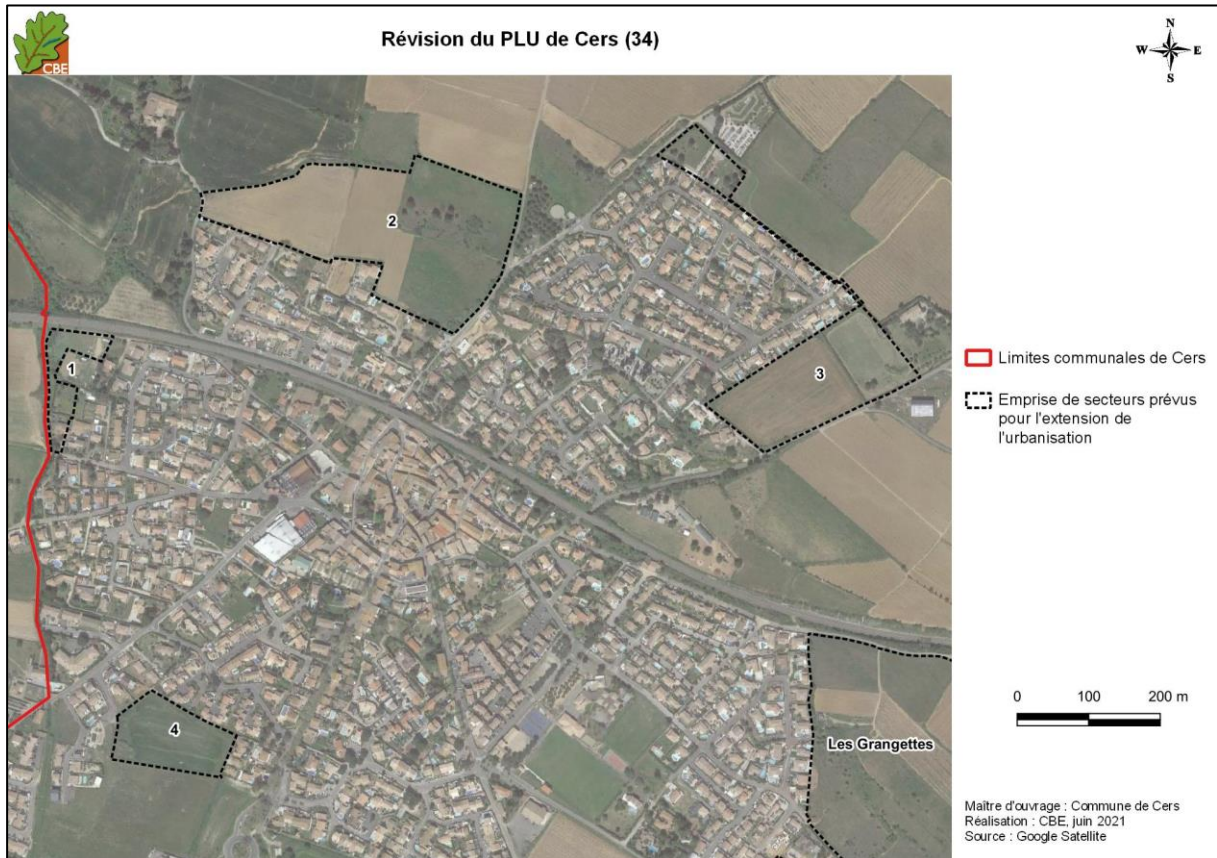 CBE
Révision du PLU de Cers (34)
N
W E
S
2
1
3
4
Les Grangettes
Limites communales de Cers
Emprise de secteurs prévus
pour l'extension de
l'urbanisation
0 100 200 m
Maître d'ouvrage : Commune de Cers
Réalisation : CBE, juin 2021
Source : Google Satellite